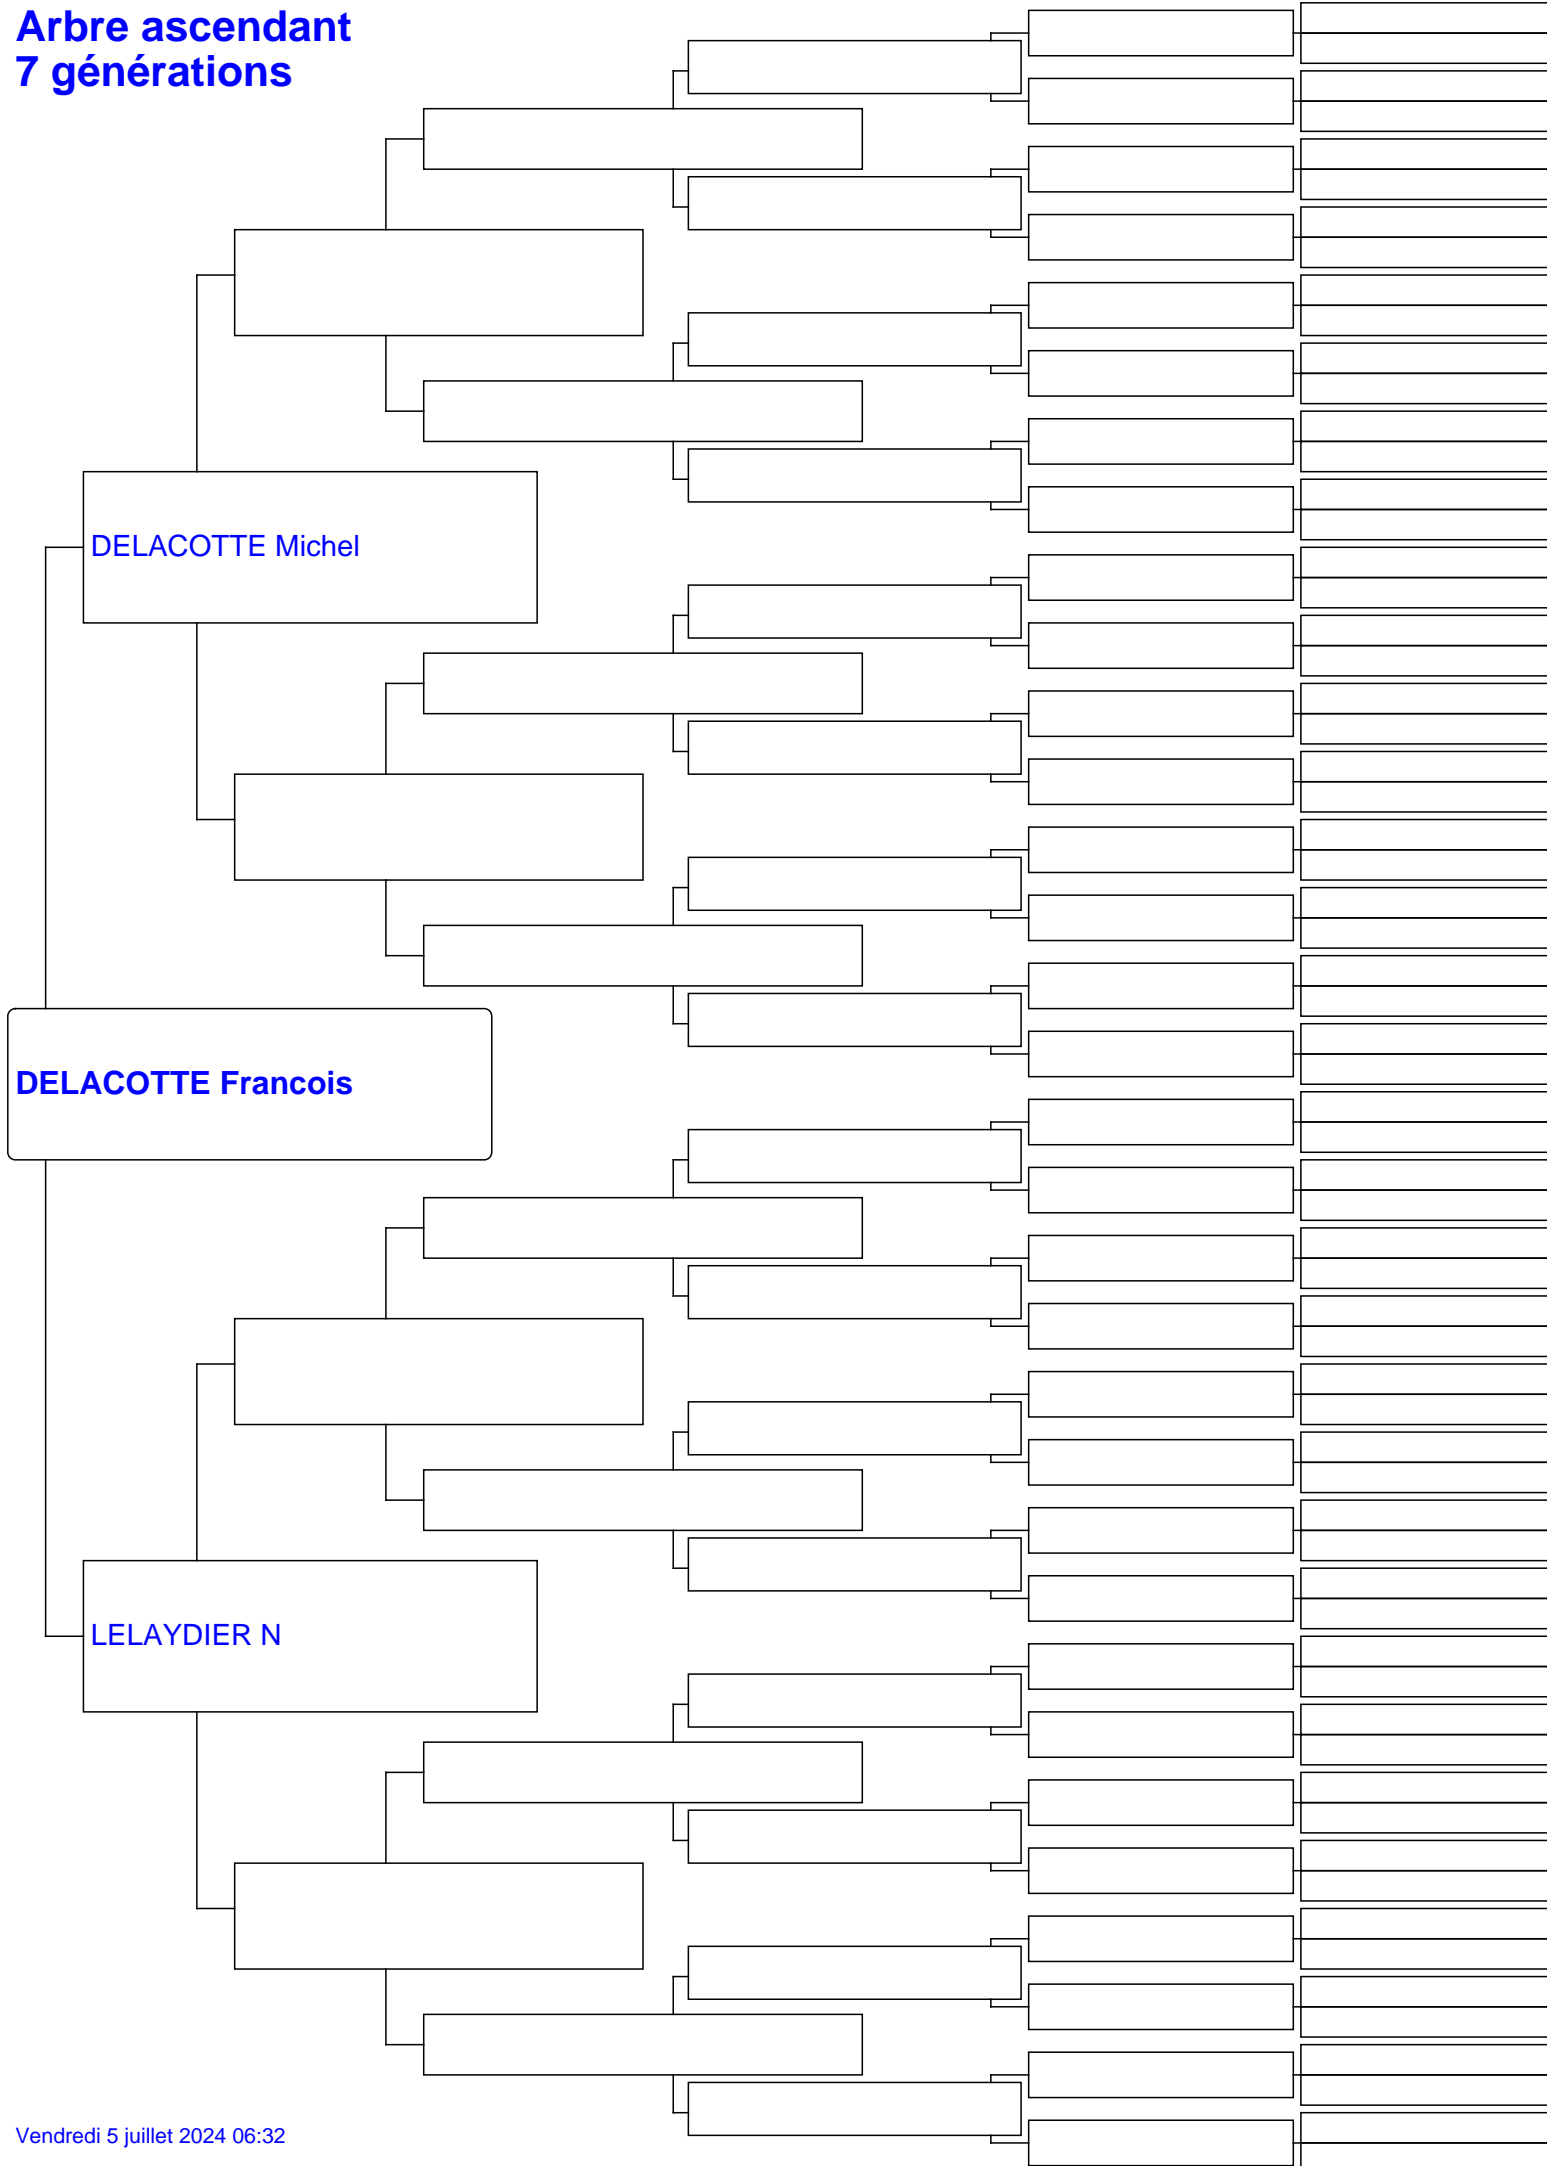 Arbre ascendant
7 générations
DELACOTTE Michel
DELACOTTE Francois
LELAYDIER N
Vendredi 5 juillet 2024 06:32